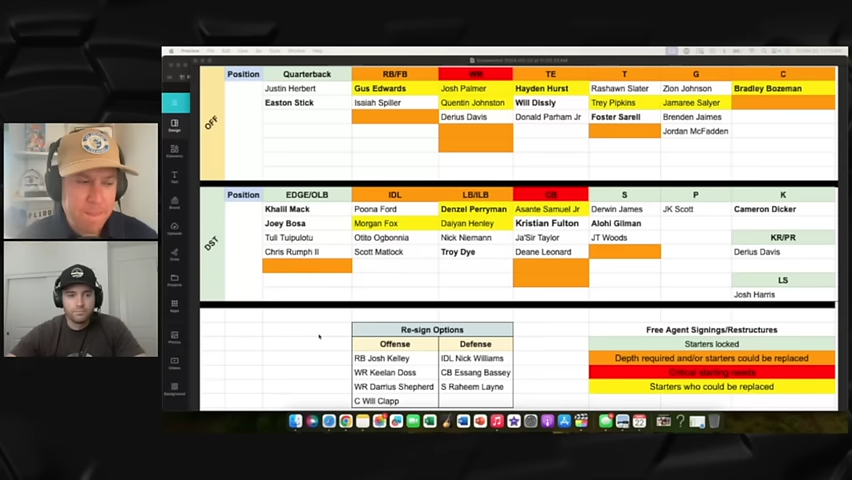 Position Quarterback RB/FB WR TE T G C
OFF
Justin Herbert Gus Edwards Josh Palmer Hayden Hurst Rashawn Slater Zion Johnson Bradley Bozeman
Easton Stick Isaiah Spiller Quentin Johnston Will Dissly Trey Pipkins Jamaree Salyer
Derius Davis Donald Parham Jr Foster Sarell Brenden Jaimes
Jordan McFadden
Position EDGE/OLB IDL LB/ILB CB S P K
DST
Khalil Mack Poona Ford Denzel Perryman Asante Samuel Jr Derwin James JK Scott Cameron Dicker
Joey Bosa Morgan Fox Daiyan Henley Kristian Fulton Alohi Gilman
Tuli Tuipulotu Otito Ogbonnia Nick Niemann Ja'Sir Taylor JT Woods KR/PR
Chris Rumph II Scott Matlock Troy Dye Deane Leonard Derius Davis
LS
Josh Harris
Re-sign Options
Offense Defense
RB Josh Kelley IDL Nick Williams
WR Keelan Doss CB Essang Bassey
WR Darrius Shepherd S Raheem Layne
C Will Clapp
Free Agent Signings/Restructures
Starters locked
Depth required and/or starters could be replaced
Critical starting needs
Starters who could be replaced
Design